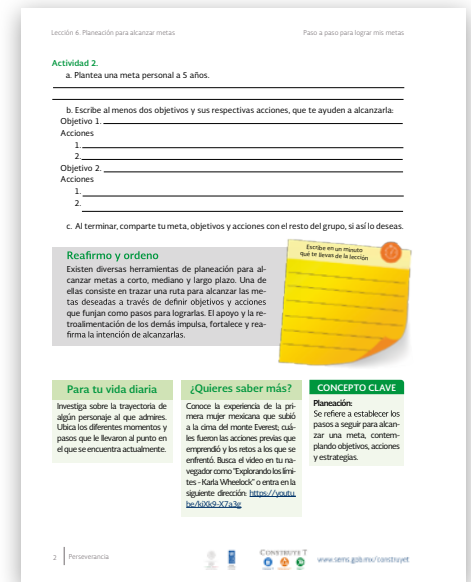 Lección 6. Planeación para alcanzar metas
Paso a paso para lograr mis metas
Actividad 2.
a. Plantea una meta personal a 5 años.
b. Escribe al menos dos objetivos y sus respectivas acciones, que te ayuden a alcanzarla:
Objetivo 1.
Acciones
1.
2.
Objetivo 2.
Acciones
1.
2.
c. Al terminar, comparte tu meta, objetivos y acciones con el resto del grupo, si así lo deseas.
Reafirmo y ordeno
Existen diversas herramientas de planeación para al-
canzar metas a corto, mediano y largo plazo. Una de
ellas consiste en trazar una ruta para alcanzar las me-
tas deseadas a través de definir objetivos y acciones
que funjan como pasos para lograrlas. El apoyo y la re-
troalimentación de los demás impulsa, fortalece y rea-
firma la intención de alcanzarlas.
Escribe en un minuto
qué te llevas de la lección
Para tu vida diaria
Investiga sobre la trayectoria de
algún personaje al que admires.
Ubica los diferentes momentos y
pasos que le llevaron al punto en
el que se encuentra actualmente.
¿Quieres saber más?
Conoce la experiencia de la pri-
mera mujer mexicana que subió
a la cima del monte Everest; cuá-
les fueron las acciones previas que
emprendió y los retos a los que se
enfrentó. Busca el video en tu na-
vegador como "Explorando los lími-
tes - Karla Wheelock" o entra en la
siguiente dirección: https://youtu.
be/kjXk9-X7a3g
CONCEPTO CLAVE
Planeación:
Se refiere a establecer los
pasos a seguir para alcan-
zar una meta, contem-
plando objetivos, acciones
y estrategias.
2 Perseverancia
CONSTRUYE T
www.sems.gob.mx/construyet